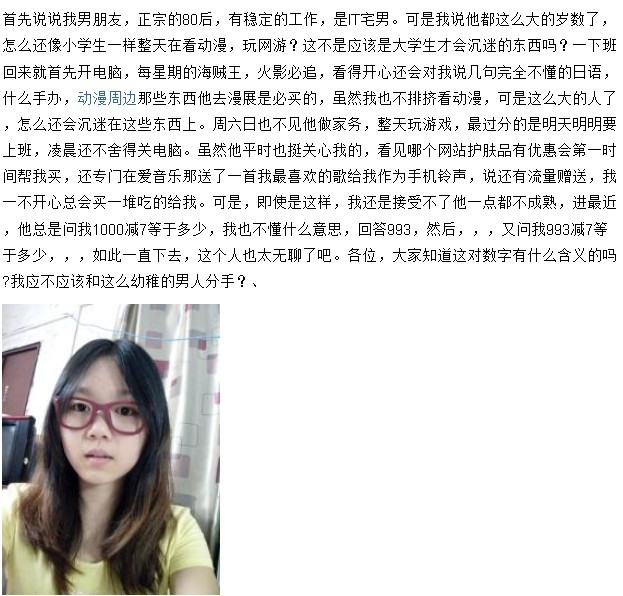 首先说说我男朋友，正宗的80后，有稳定的工作，是IT宅男。可是我说他都这么大的岁数了，
怎么还像小学生一样整天在看动漫，玩网游？这不是应该是大学生才会沉迷的东西吗？一下班
回来就首先开电脑，每星期的海贼王，火影必追，看得开心还会对我说几句完全不懂的日语，
什么手办，动漫周边那些东西他去漫展是必买的，虽然我也不排挤看动漫，可是这么大的人了
，怎么还会沉迷在这些东西上。周六日也不见他做家务，整天玩游戏，最过分的是明天明明要
上班，凌晨还不舍得关电脑。虽然他平时也挺关心我的，看见哪个网站护肤品有优惠会第一时
间帮我买，还专门在爱音乐那送了一首我最喜欢的歌给我作为手机铃声，说还有流量赠送，我
一不开心总会买一堆吃的给我。可是，即使是这样，我还是接受不了他一点都不成熟，进最近
，他总是问我1000减7等于多少，我也不懂什么意思，回答993，然后，，，又问我993减7等
于多少，，，如此一直下去，这个人也太无聊了吧。各位，大家知道这对数字有什么含义的吗
?我应不应该和这么幼稚的男人分手？、